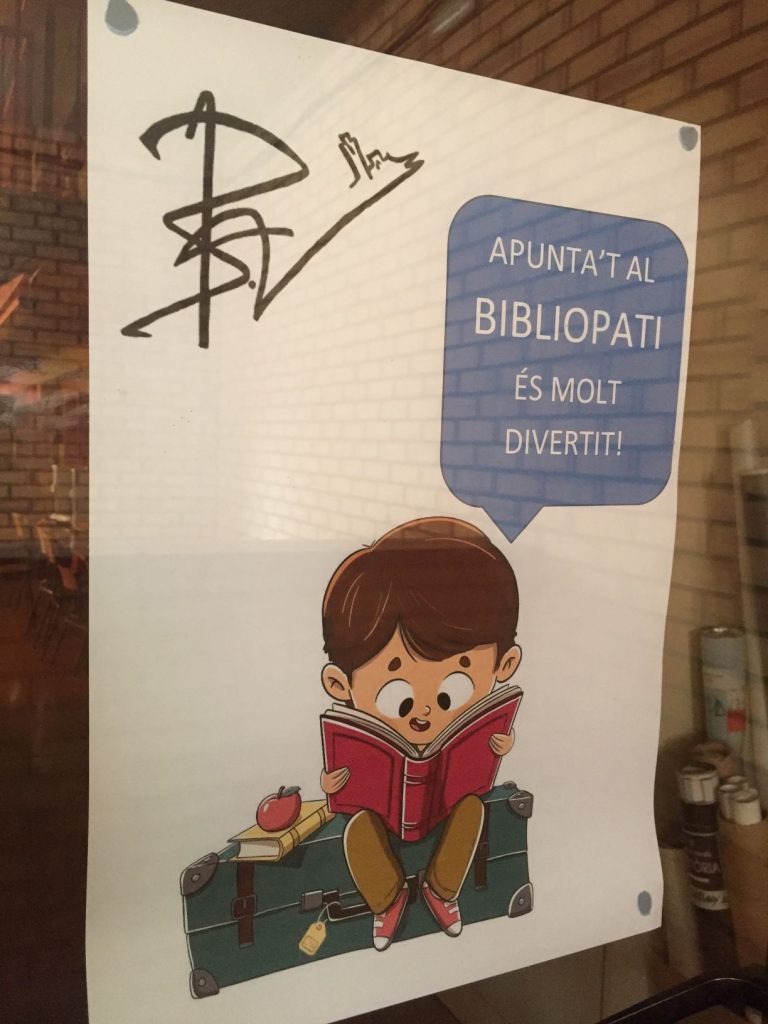 APUNTA'T AL
BIBLIOPATI
ÉS MOLT
DIVERTIT!